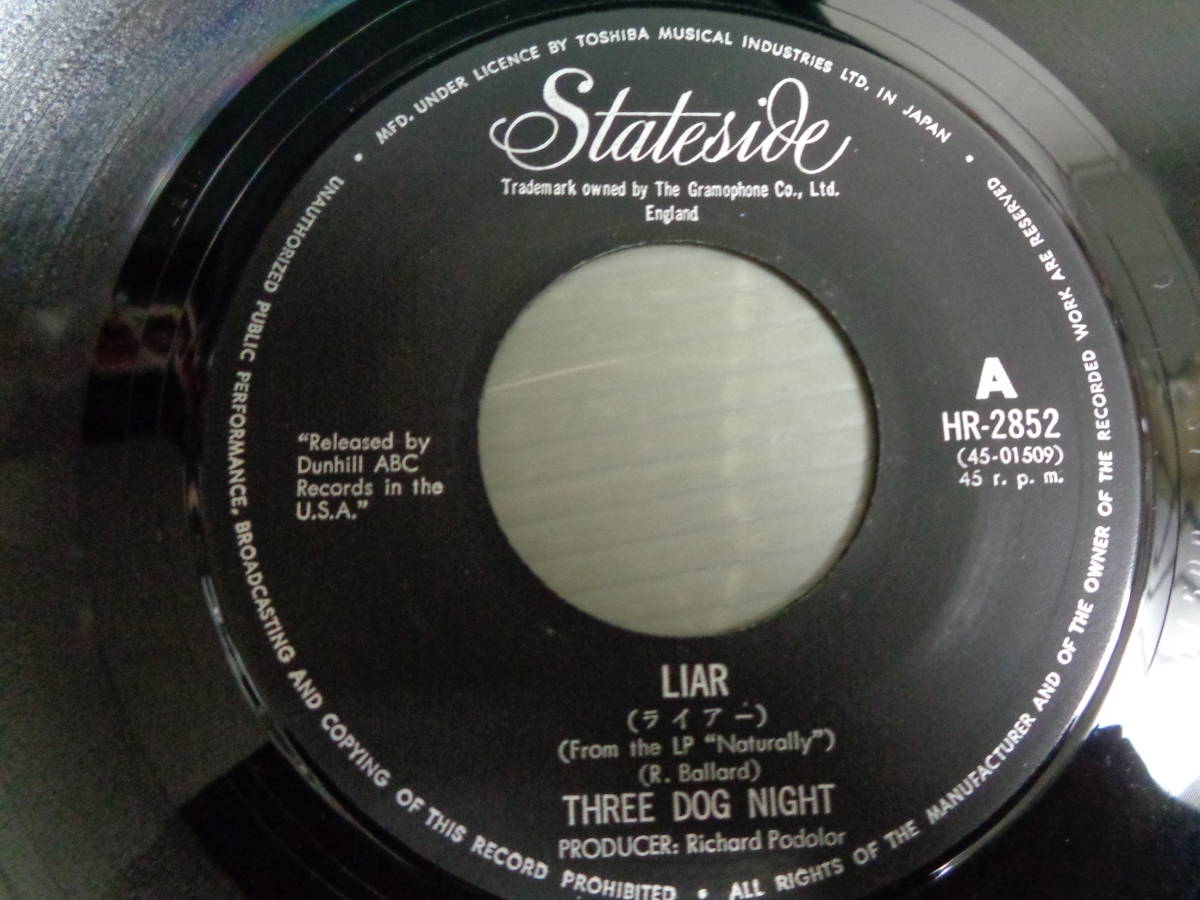 MFD. UNDER LICENCE BY TOSHIBA MUSICAL INDUSTRIES LTD. IN JAPAN •
Stateside
Trademark owned by The Gramophone Co., Ltd.
England
A
HR-2852
(45-01509)
45 r. p. m.
"Released by
Dunhill ABC
Records in the
U.S.A."
LIAR
(ライアー)
(From the LP "Naturally")
(R. Ballard)
THREE DOG NIGHT
PRODUCER: Richard Podolor
ALL RIGHTS OF THE MANUFACTURER AND OF THE OWNER OF THE RECORDED WORK ARE RESERVED
• UNAUTHORIZED PUBLIC PERFORMANCE, BROADCASTING AND COPYING OF THIS RECORD PROHIBITED •